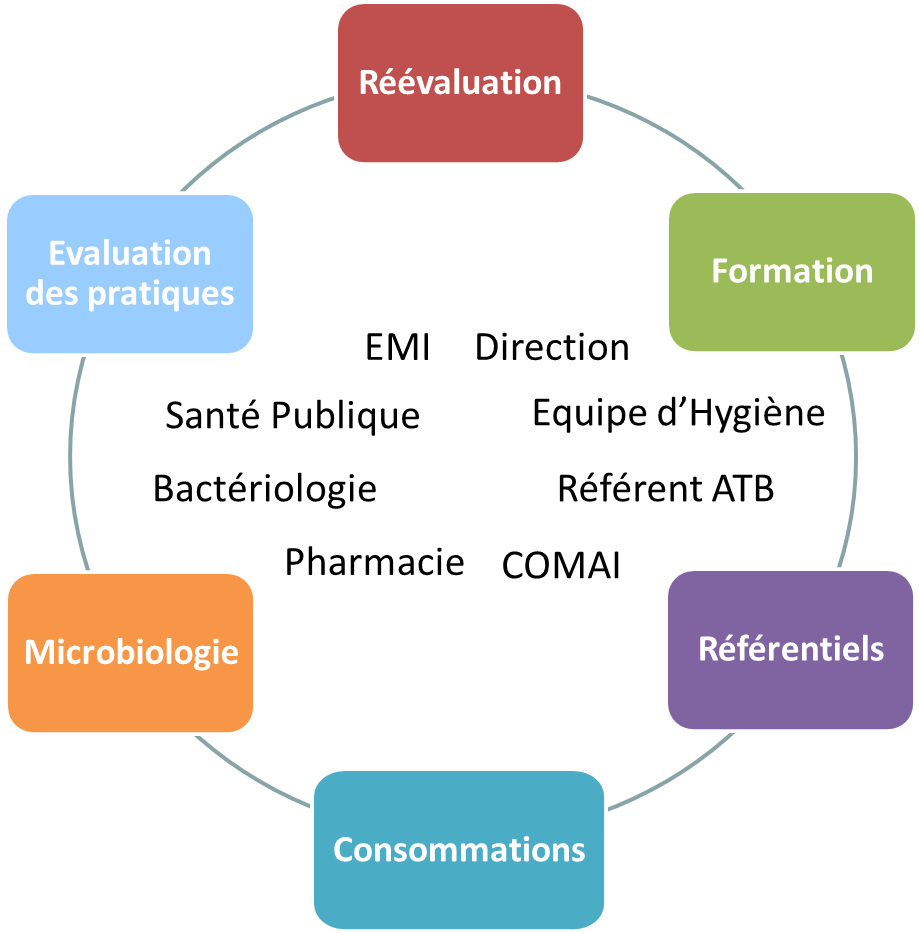 Réévaluation
Evaluation
des pratiques
Formation
EMI
Direction
Santé Publique
Equipe d’Hygiène
Bactériologie
Référent ATB
Pharmacie
COMAI
Microbiologie
Référentiels
Consommations